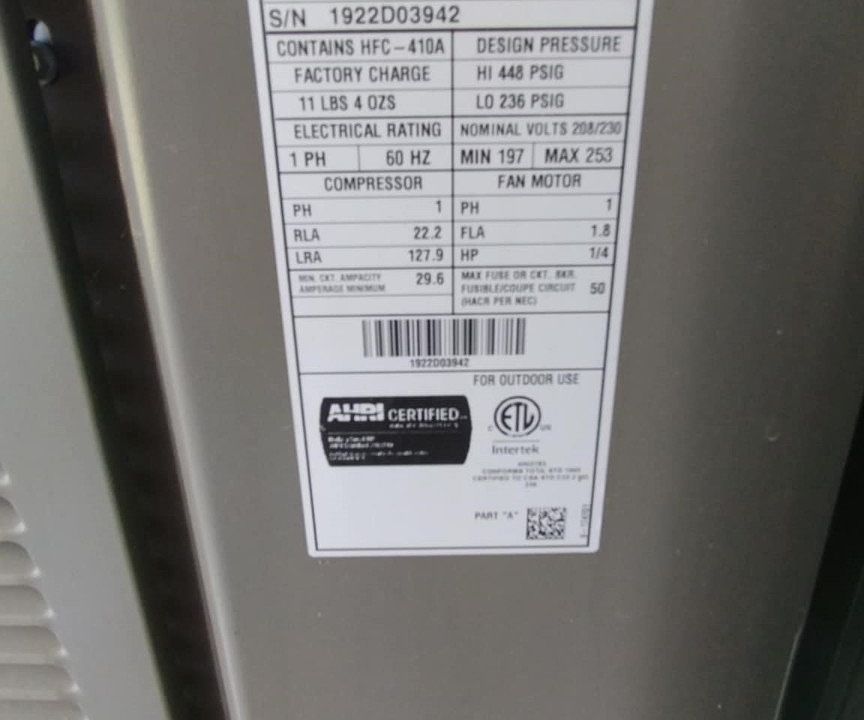 S/N 1922D03942
CONTAINS HFC-410A DESIGN PRESSURE
FACTORY CHARGE HI 448 PSIG
11 LBS 4 OZS LO 236 PSIG
ELECTRICAL RATING NOMINAL VOLTS 208/230
1 PH 60 HZ MIN 197 MAX 253
COMPRESSOR FAN MOTOR
PH 1 PH 1
RLA 22.2 FLA 1.8
LRA 127.9 HP 1/4
MIN. CKT. AMPACITY 29.6 MAX FUSE OR CKT. BKR.
AMPERAGE MINIMUM FUSIBLE/COUPE CIRCUIT 50
(HACR PER NEC)
1922D03942
FOR OUTDOOR USE
AHRI CERTIFIED
C ETL US
Intertek
PART "A"